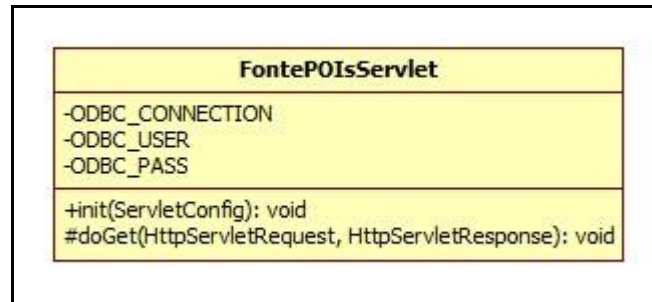 FontePOIsServlet
-ODBC_CONNECTION
-ODBC_USER
-ODBC_PASS
+init(ServletConfig): void
#doGet(HttpServletRequest, HttpServletResponse): void